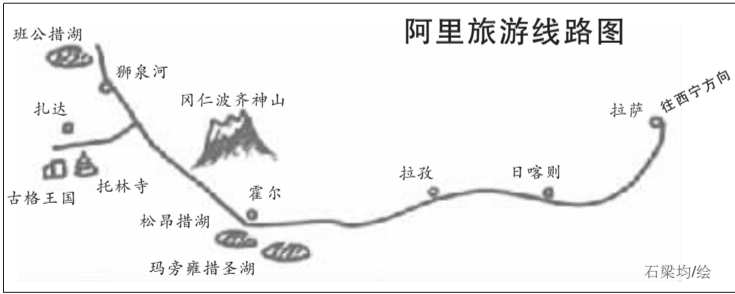 阿里旅游线路图
班公措湖
狮泉河
冈仁波齐神山
扎达
拉萨
往西宁方向
古格王国
托林寺
霍尔
拉孜
日喀则
松昂措湖
玛旁雍措圣湖
石梁均/绘